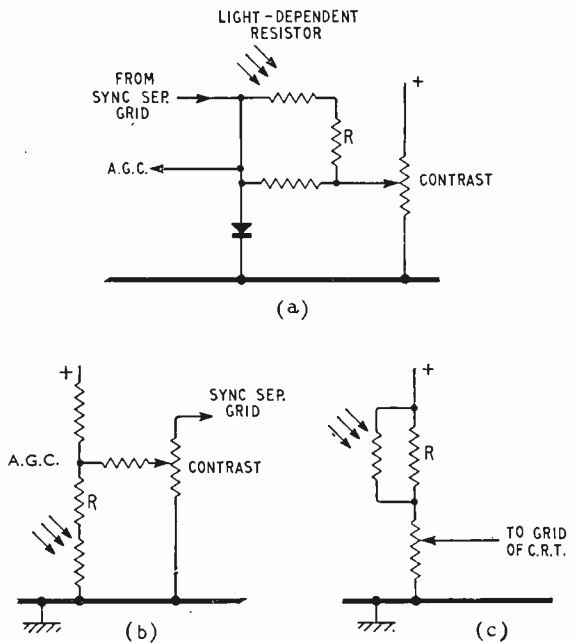 LIGHT-DEPENDENT
RESISTOR
FROM
SYNC SEP.
GRID
+
R
A.G.C.
CONTRAST
(a)
+
SYNC SEP.
GRID
A.G.C.
CONTRAST
R
(b)
+
R
TO GRID
OF C.R.T.
(c)